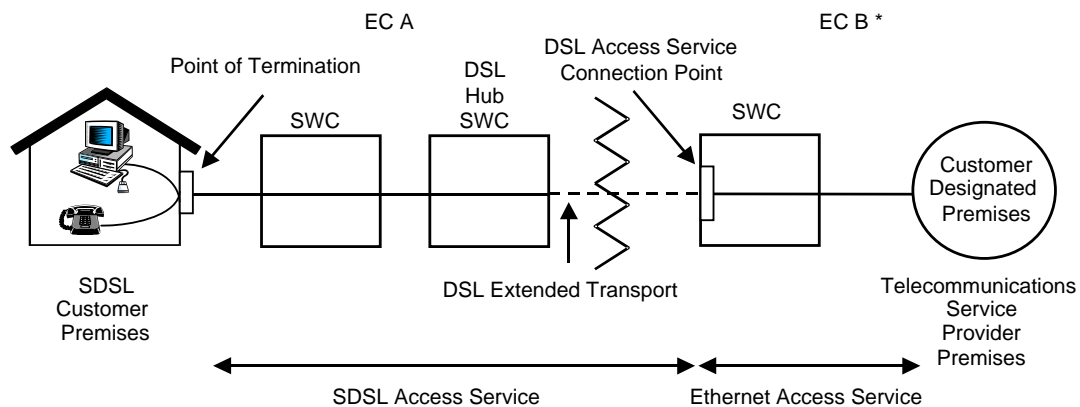 EC A
EC B *
Point of Termination
DSL
Hub
SWC
DSL Access Service
Connection Point
SWC
SWC
Customer
Designated
Premises
SDSL
Customer
Premises
DSL Extended Transport
Telecommunications
Service
Provider
Premises
SDSL Access Service
Ethernet Access Service